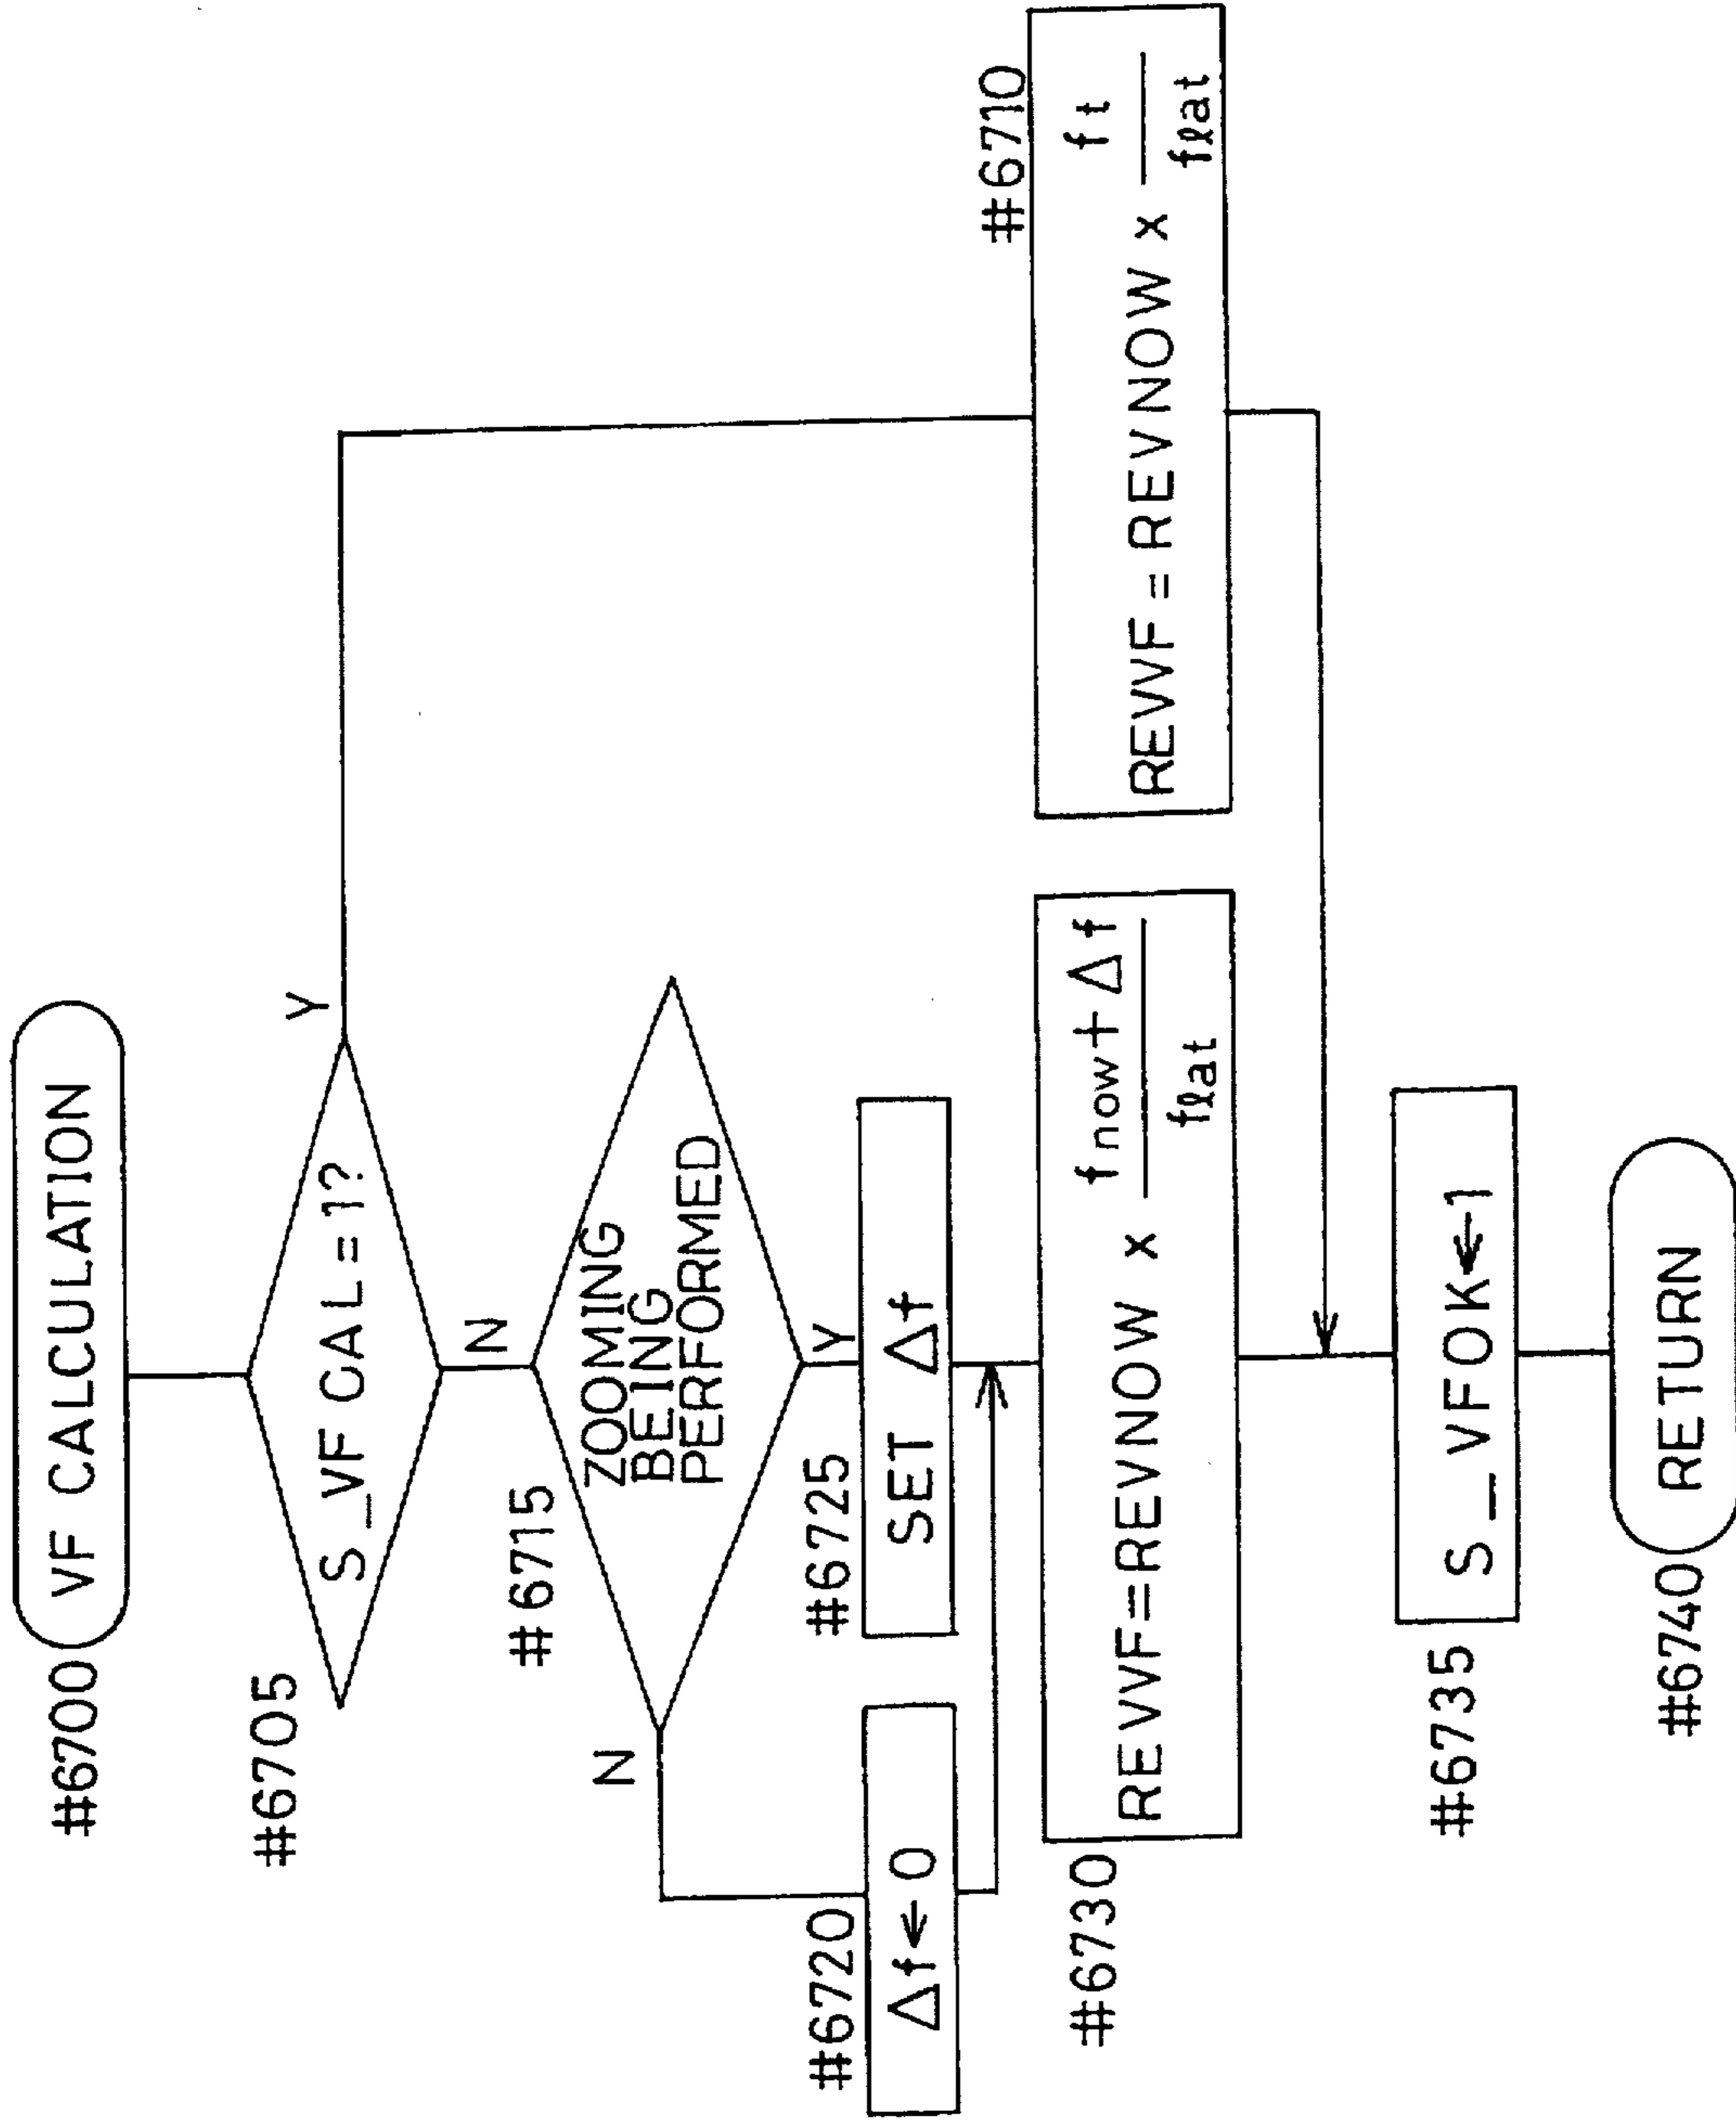 #6700 VF CALCULATION
#6705
S_VF CAL=1?
Y
N
#6715
ZOOMING
BEING
PERFORMED
N
Y
#6720
Δf←0
#6725
SET Δf
#6730
REVVF=REVNOW x fnow+Δf
fℓat
#6710
REVVF=REVNOW x ft
fℓat
#6735
S_VFOK←1
#6740 RETURN